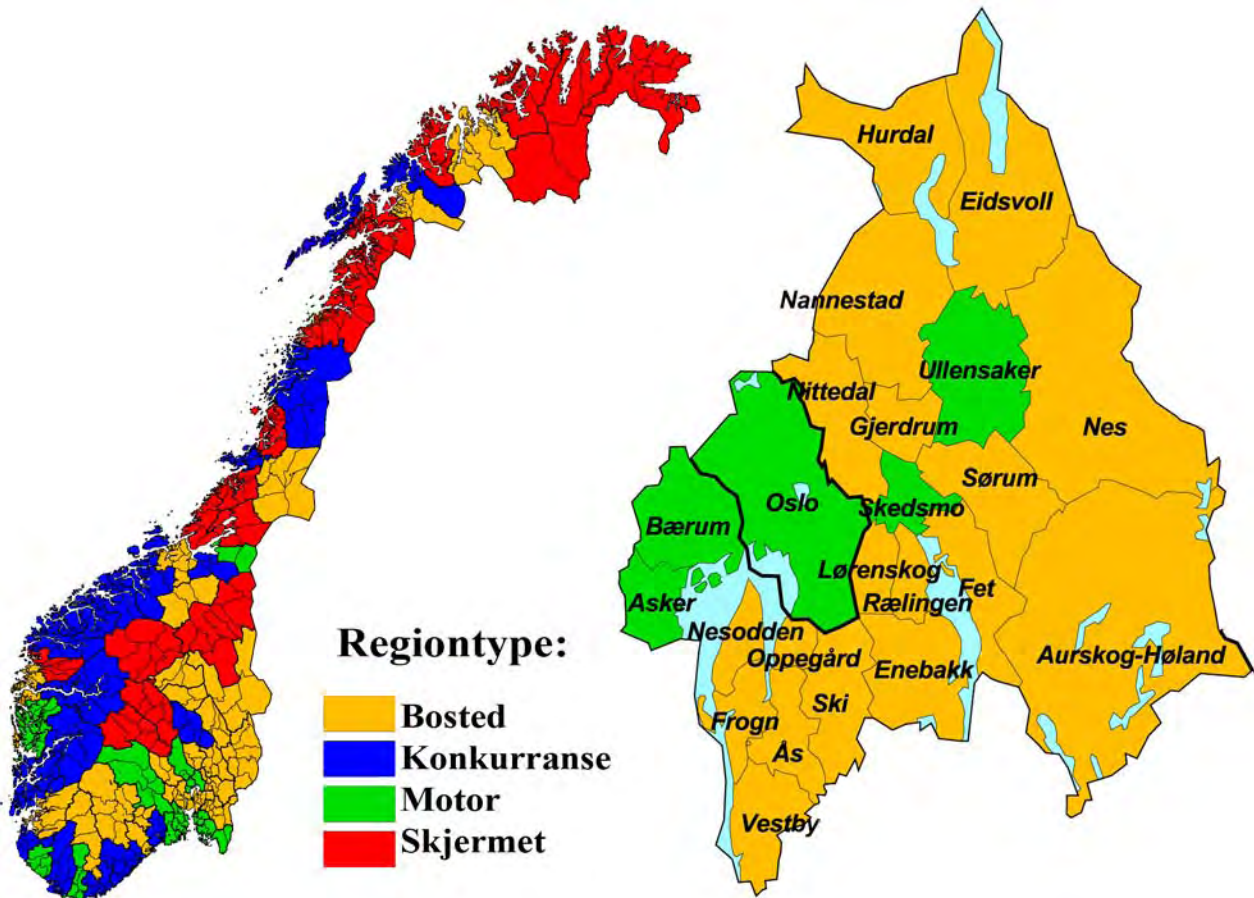 Hurdal
Eidsvoll
Nannestad
Ullensaker
Nittedal
Gjerdrum
Nes
Sørum
Oslo
Skedsmo
Bærum
Lørenskog
Fet
Asker
Rælingen
Nesodden
Oppegård
Enebakk
Aurskog-Høland
Ski
Frogn
Ås
Vestby
Regiontype:
Bosted
Konkurranse
Motor
Skjermet